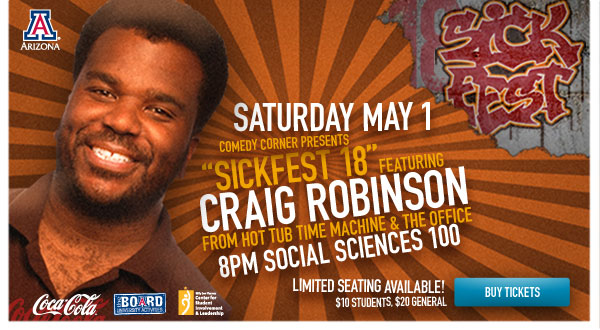 A
ARIZONA
SICK
FEST
SATURDAY MAY 1
COMEDY CORNER PRESENTS
"SICKFEST 18" FEATURING
CRAIG ROBINSON
FROM HOT TUB TIME MACHINE & THE OFFICE
8PM SOCIAL SCIENCES 100
LIMITED SEATING AVAILABLE!
$10 STUDENTS, $20 GENERAL
BUY TICKETS
Coca-Cola
BOARD
UNIVERSITY ACTIVITIES
Center for
Student
Involvement
& Leadership